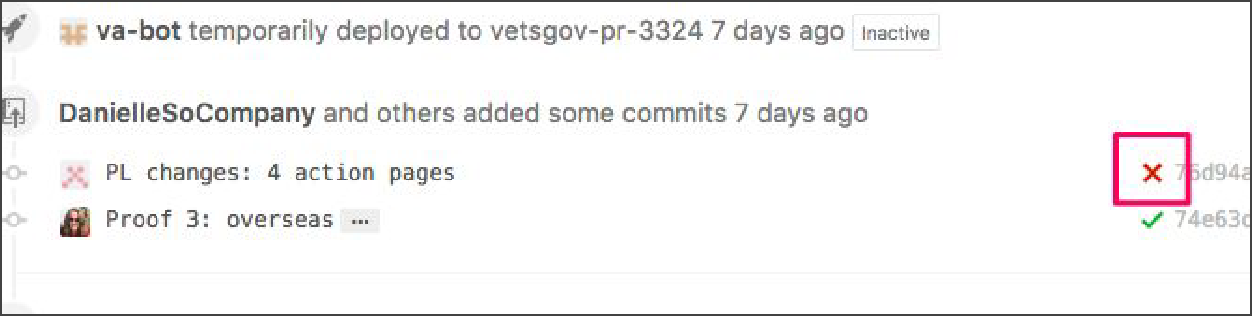 va-bot temporarily deployed to vetsgov-pr-3324 7 days ago Inactive
DanielleSoCompany and others added some commits 7 days ago
PL changes: 4 action pages 76d94a
Proof 3: overseas ... 74e63c